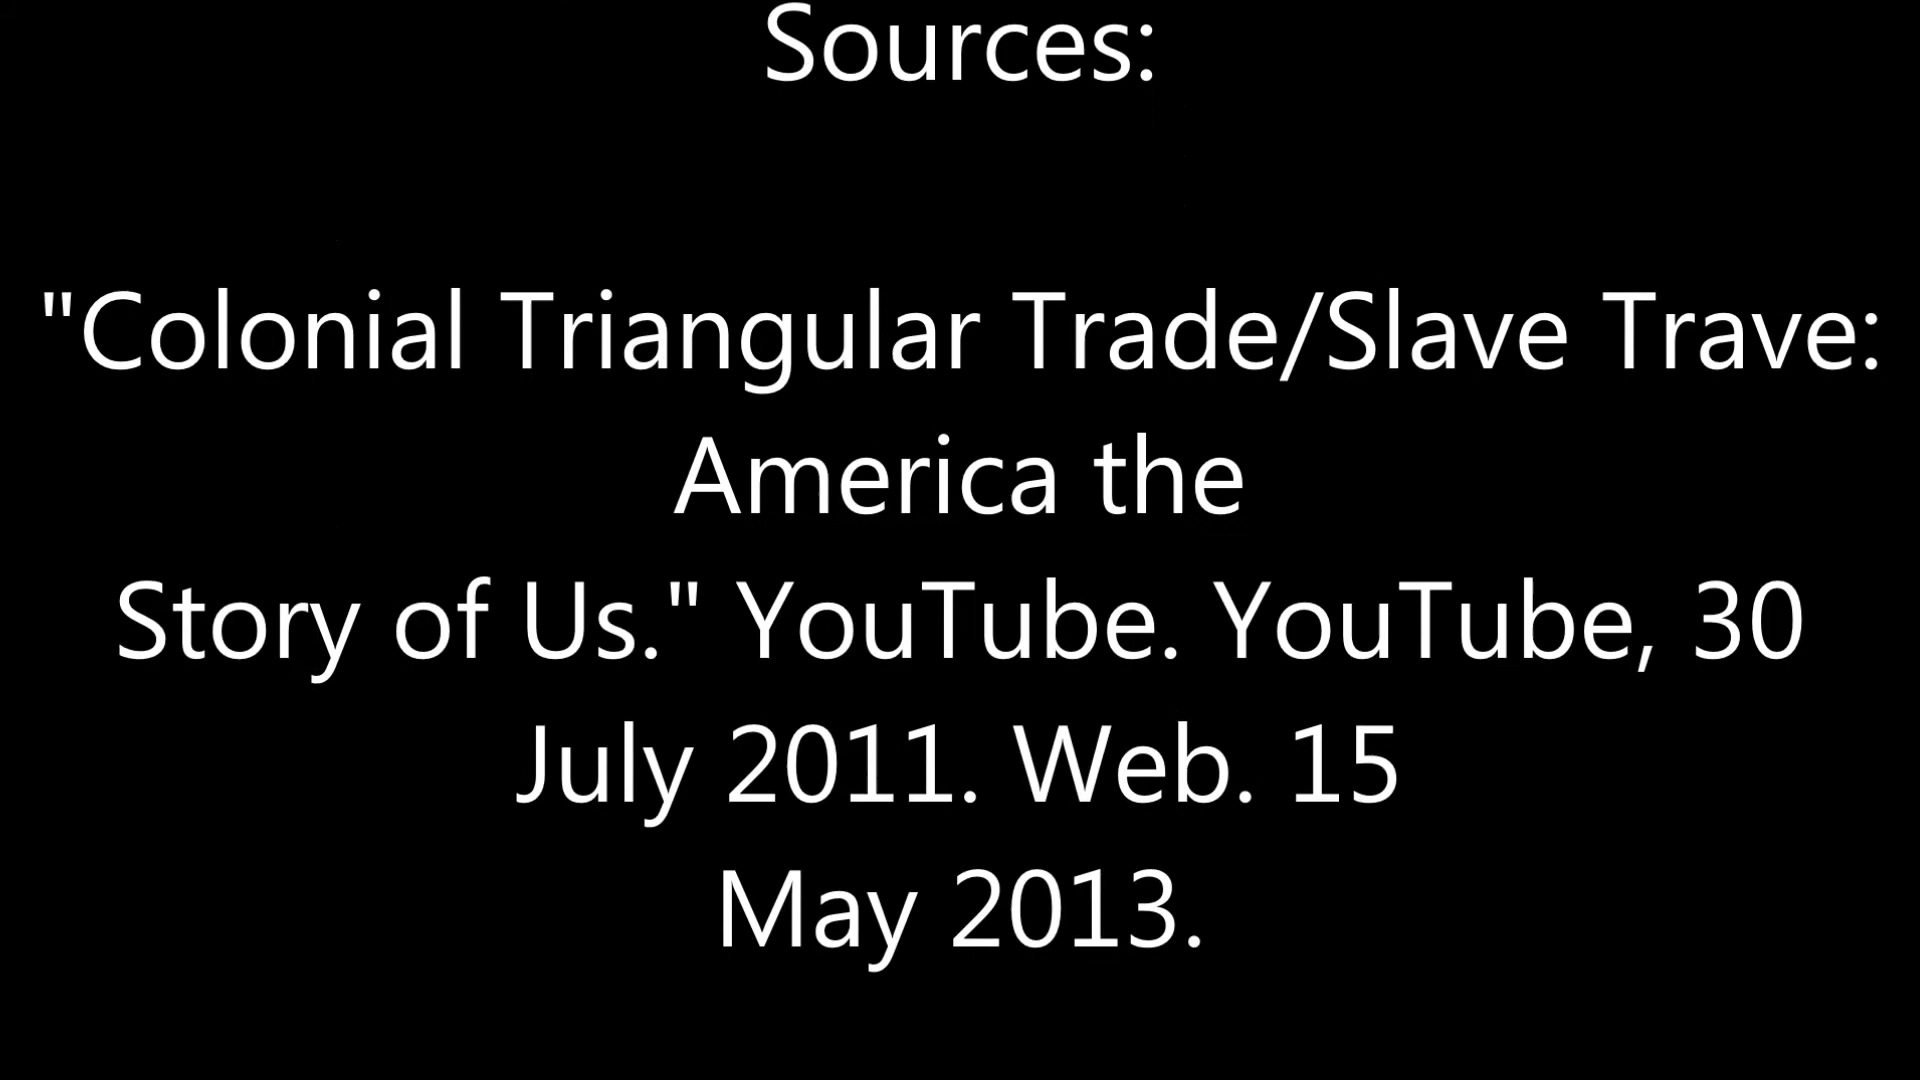 Sources:
"Colonial Triangular Trade/Slave Trave:
America the
Story of Us." YouTube. YouTube, 30
July 2011. Web. 15
May 2013.